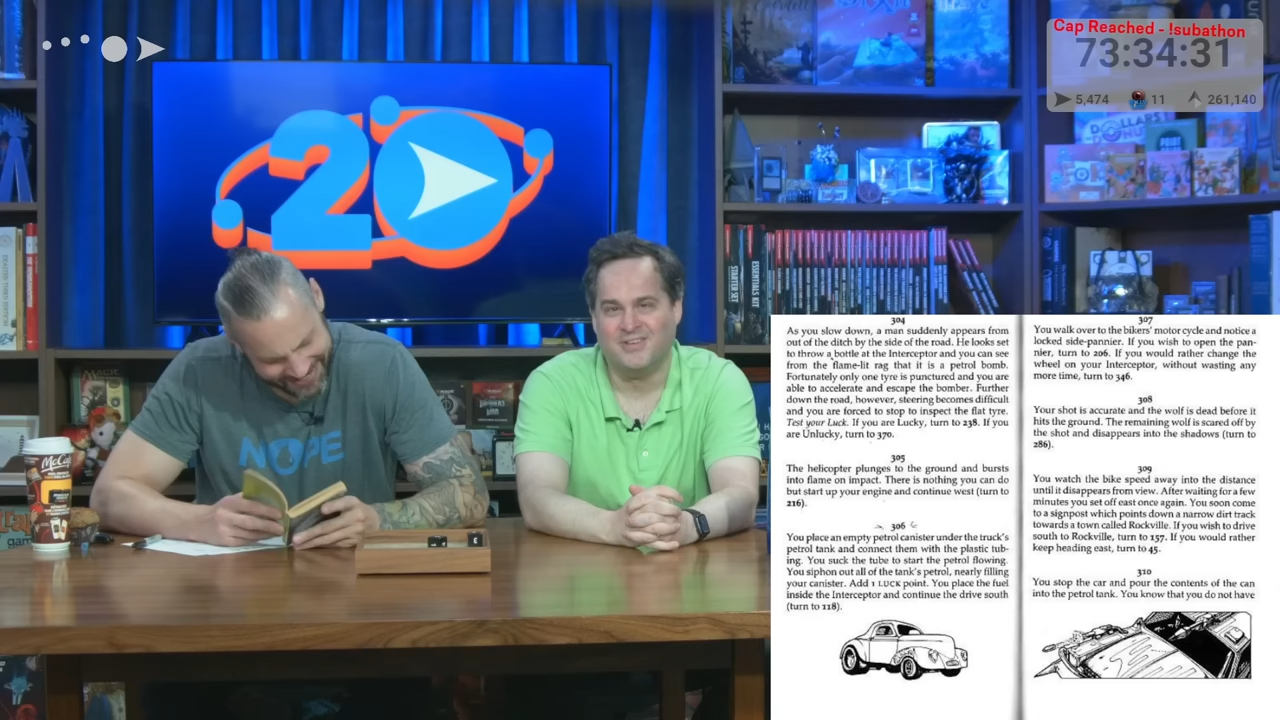 Cap Reached - !subathon
73:34:31
5,474
11
261,140
20
NOPE
McCa
STARTER SET
ESSENTIALS KIT
DOLLARS
304
As you slow down, a man suddenly appears from
out of the ditch by the side of the road. He looks set
to throw a bottle at the Interceptor and you can see
from the flame-lit rag that it is a petrol bomb.
Fortunately only one tyre is punctured and you are
able to accelerate and escape the bomber. Further
down the road, however, steering becomes difficult
and you are forced to stop to inspect the flat tyre.
Test your Luck. If you are Lucky, turn to 238. If you
are Unlucky, turn to 370.
305
The helicopter plunges to the ground and bursts
into flame on impact. There is nothing you can do
but start up your engine and continue west (turn to
216).
306
You place an empty petrol canister under the truck's
petrol tank and connect them with the plastic tub-
ing. You suck the tube to start the petrol flowing.
You siphon out all of the tank's petrol, nearly filling
your canister. Add 1 LUCK point. You place the fuel
inside the Interceptor and continue the drive south
(turn to 118).
307
You walk over to the bikers' motor cycle and notice a
locked side-pannier. If you wish to open the pan-
nier, turn to 206. If you would rather change the
wheel on your Interceptor, without wasting any
more time, turn to 346.
308
Your shot is accurate and the wolf is dead before it
hits the ground. The remaining wolf is scared off by
the shot and disappears into the shadows (turn to
286).
309
You watch the bike speed away into the distance
until it disappears from view. After waiting for a few
minutes you set off east once again. You soon come
to a signpost which points down a narrow dirt track
towards a town called Rockville. If you wish to drive
south to Rockville, turn to 157. If you would rather
keep heading east, turn to 45.
310
You stop the car and pour the contents of the can
into the petrol tank. You know that you do not have